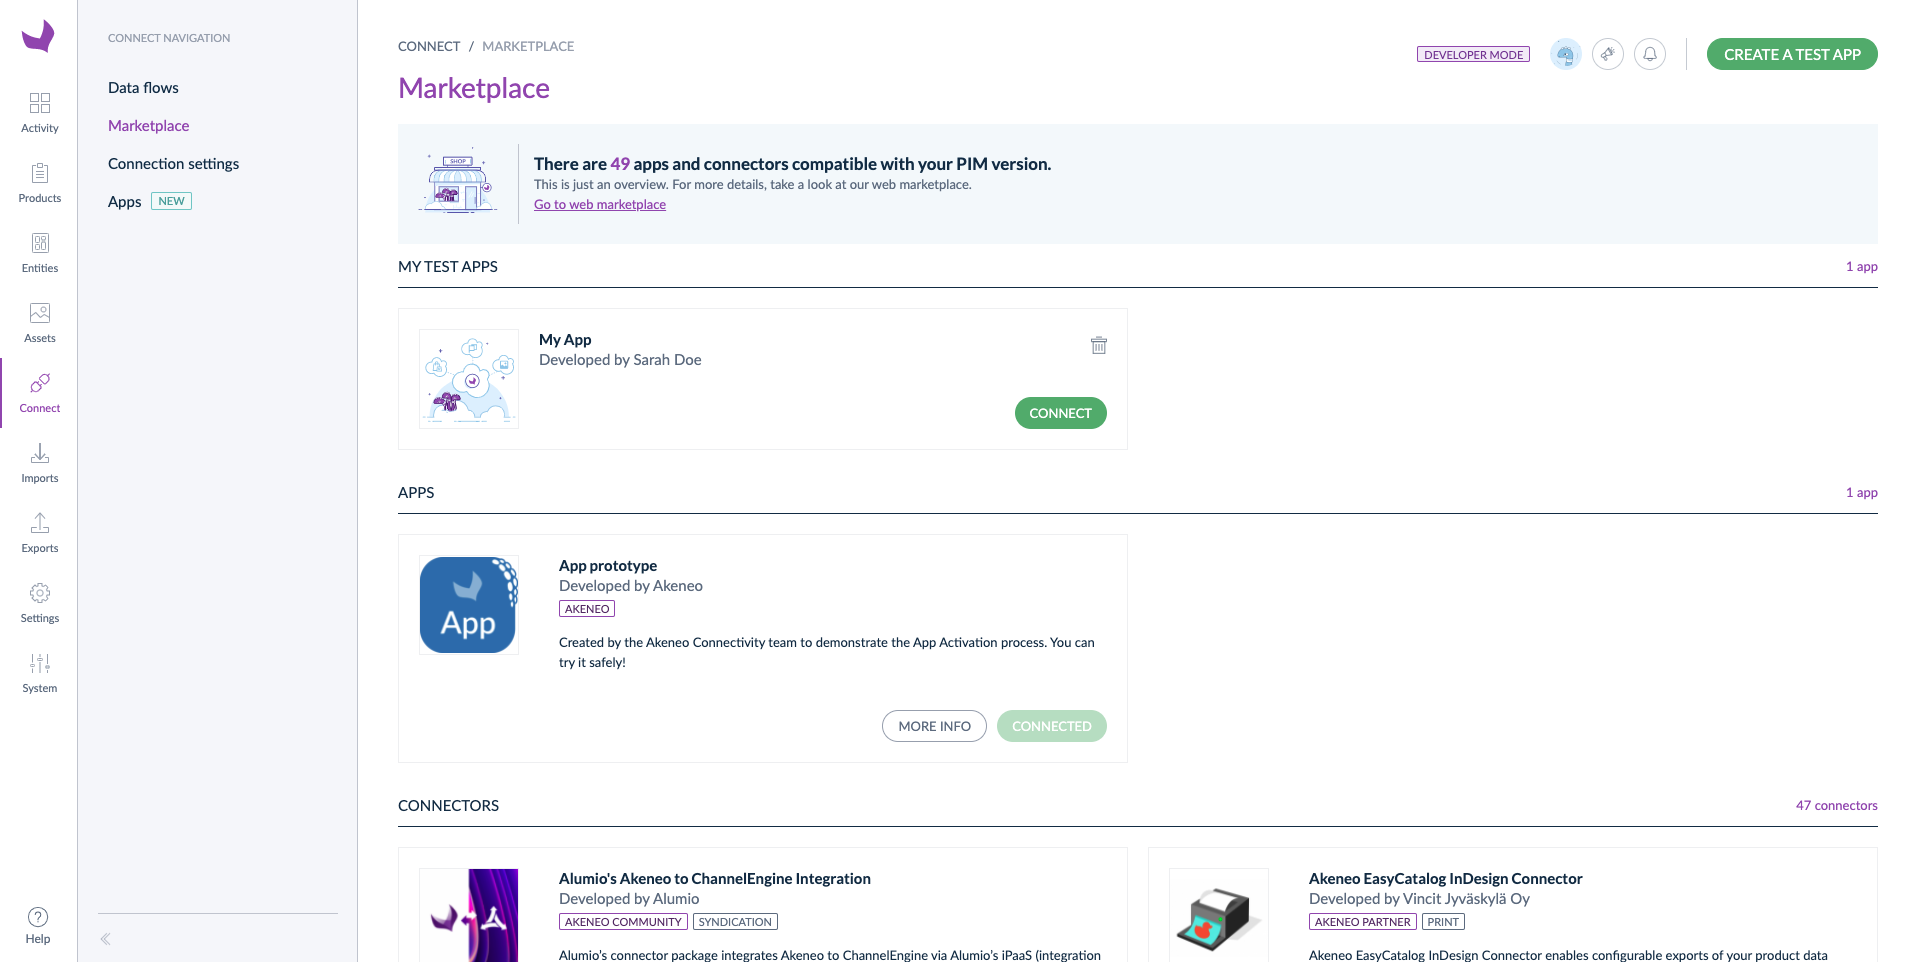 Activity
Products
Entities
Assets
Connect
Imports
Exports
Settings
System
Help
CONNECT NAVIGATION
Data flows
Marketplace
Connection settings
Apps NEW
CONNECT / MARKETPLACE
DEVELOPER MODE
CREATE A TEST APP
Marketplace
SHOP
There are 49 apps and connectors compatible with your PIM version.
This is just an overview. For more details, take a look at our web marketplace.
Go to web marketplace
MY TEST APPS 1 app
My App
Developed by Sarah Doe
CONNECT
APPS 1 app
App
App prototype
Developed by Akeneo
AKENEO
Created by the Akeneo Connectivity team to demonstrate the App Activation process. You can
try it safely!
MORE INFO CONNECTED
CONNECTORS 47 connectors
Alumio's Akeneo to ChannelEngine Integration
Developed by Alumio
AKENEO COMMUNITY SYNDICATION
Alumio’s connector package integrates Akeneo to ChannelEngine via Alumio’s iPaaS (integration
Akeneo EasyCatalog InDesign Connector
Developed by Vincit Jyväskylä Oy
AKENEO PARTNER PRINT
Akeneo EasyCatalog InDesign Connector enables configurable exports of your product data